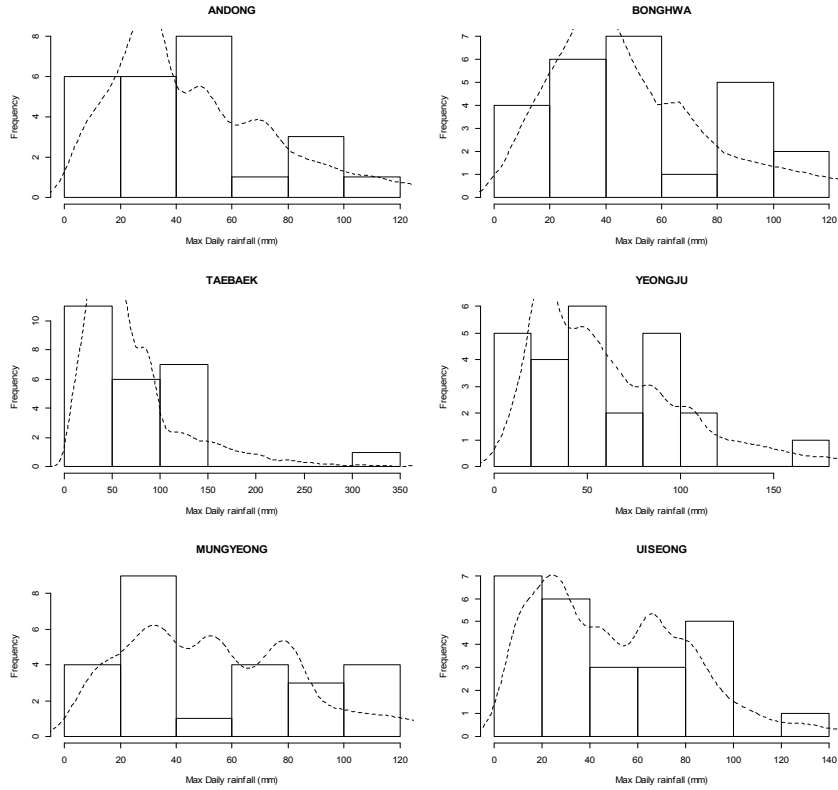 ANDONG
Frequency
0 2 4 6 8
0 20 40 60 80 100 120
Max Daily rainfall (mm)
BONGHWA
Frequency
0 1 2 3 4 5 6 7
0 20 40 60 80 100 120
Max Daily rainfall (mm)
TAEBAEK
Frequency
0 2 4 6 8 10
0 50 100 150 200 250 300 350
Max Daily rainfall (mm)
YEONGJU
Frequency
0 1 2 3 4 5 6
0 50 100 150
Max Daily rainfall (mm)
MUNGYEONG
Frequency
0 2 4 6 8
0 20 40 60 80 100 120
Max Daily rainfall (mm)
UISEONG
Frequency
0 1 2 3 4 5 6 7
0 20 40 60 80 100 120 140
Max Daily rainfall (mm)